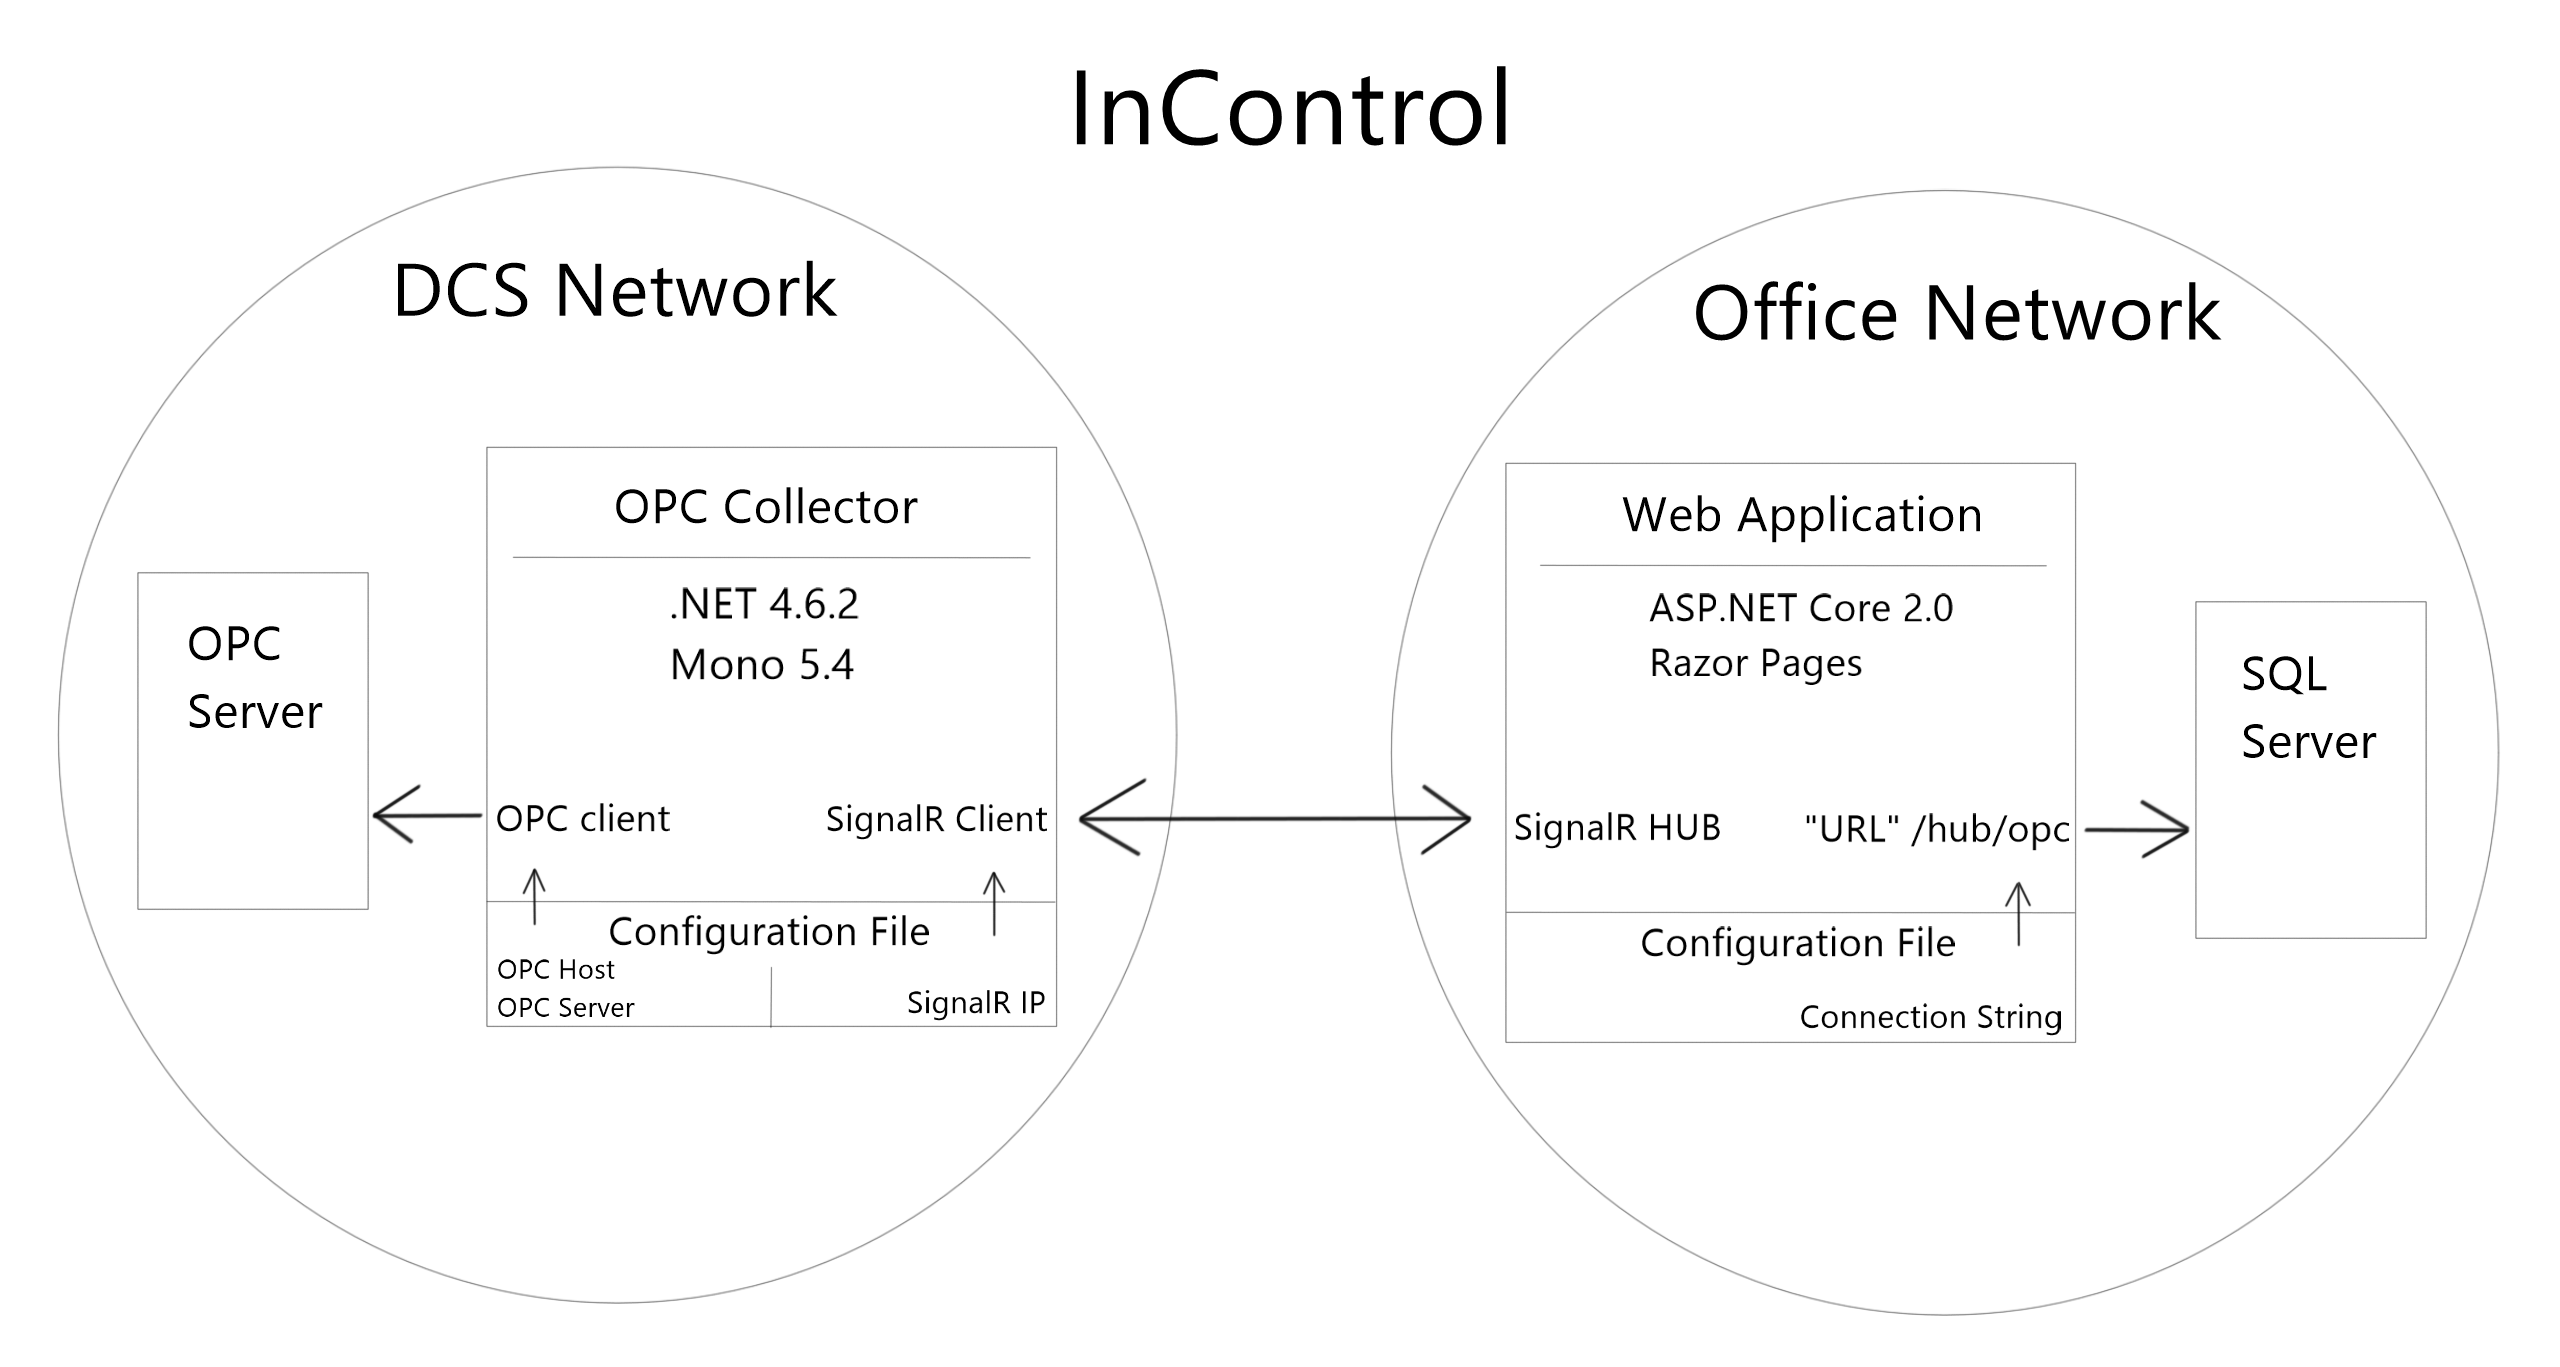 InControl
DCS Network
OPC
Server
OPC Collector
.NET 4.6.2
Mono 5.4
OPC client
SignalR Client
Configuration File
OPC Host
OPC Server
SignalR IP
Office Network
Web Application
ASP.NET Core 2.0
Razor Pages
SignalR HUB
"URL" /hub/opc
Configuration File
Connection String
SQL
Server